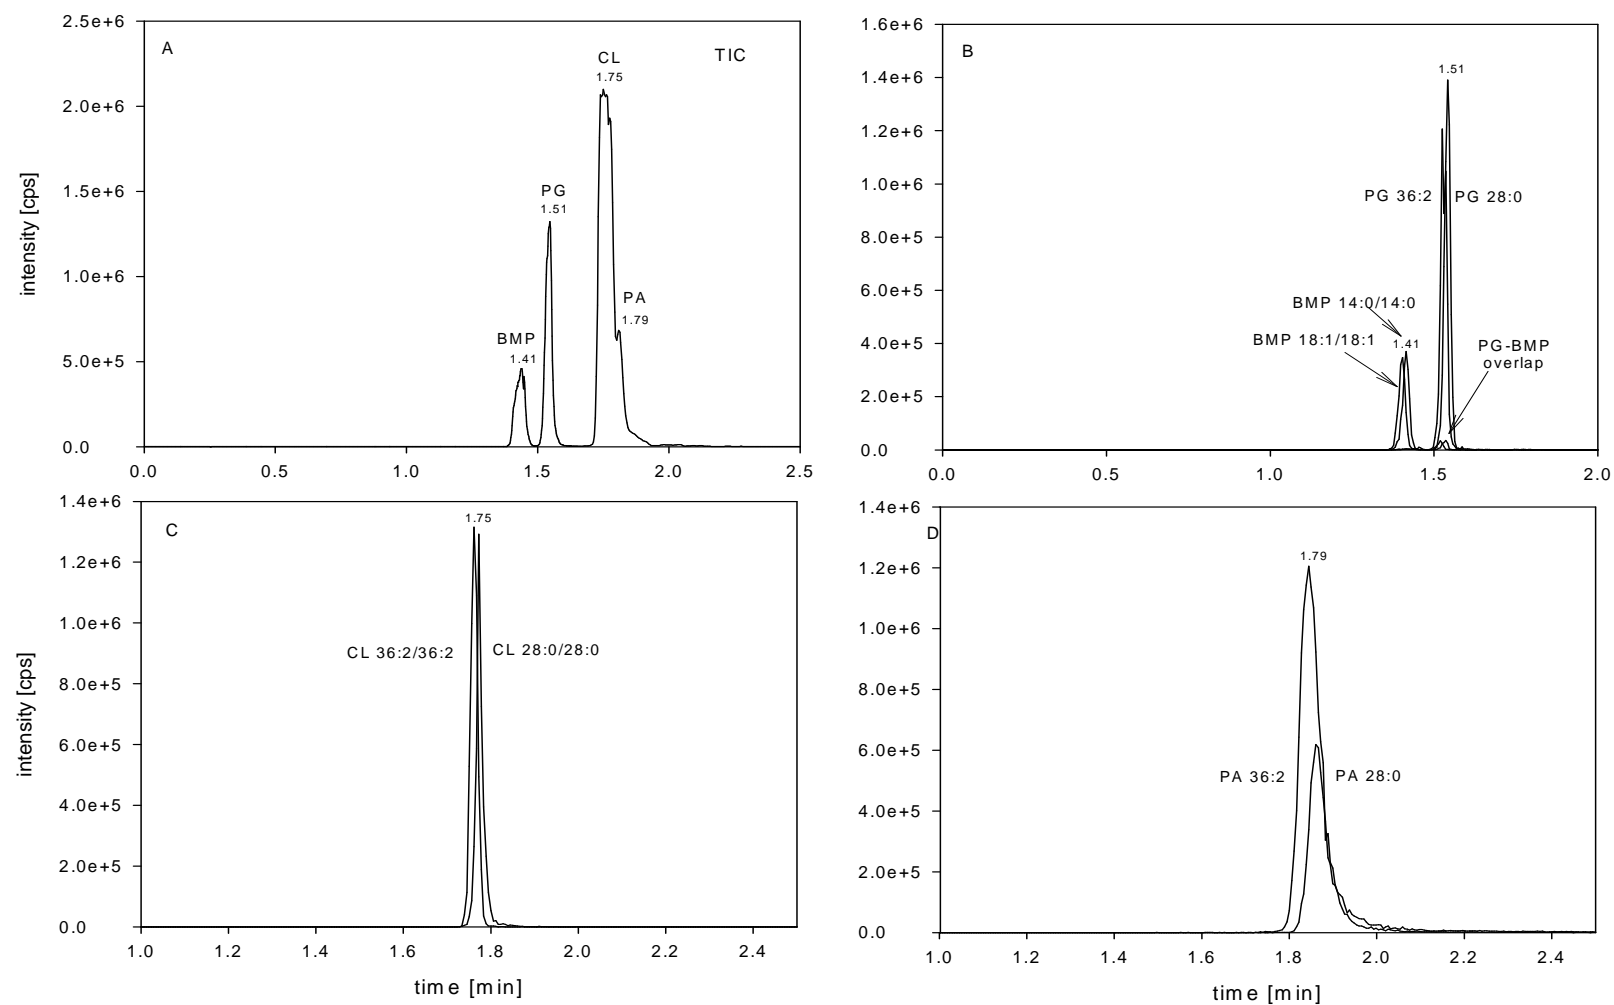 A
TIC
CL
1.75
PG
1.51
PA
1.79
BMP
1.41
2.5e+6
2.0e+6
1.5e+6
1.0e+6
5.0e+5
0.0
intensity [cps]
0.0 0.5 1.0 1.5 2.0 2.5
B
1.51
PG 36:2
PG 28:0
BMP 14:0/14:0
BMP 18:1/18:1
1.41
PG-BMP
overlap
1.6e+6
1.4e+6
1.2e+6
1.0e+6
8.0e+5
6.0e+5
4.0e+5
2.0e+5
0.0
0.0 0.5 1.0 1.5 2.0
C
1.75
CL 36:2/36:2
CL 28:0/28:0
1.4e+6
1.2e+6
1.0e+6
8.0e+5
6.0e+5
4.0e+5
2.0e+5
0.0
intensity [cps]
1.0 1.2 1.4 1.6 1.8 2.0 2.2 2.4
time [min]
D
1.79
PA 36:2
PA 28:0
1.4e+6
1.2e+6
1.0e+6
8.0e+5
6.0e+5
4.0e+5
2.0e+5
0.0
1.0 1.2 1.4 1.6 1.8 2.0 2.2 2.4
time [min]